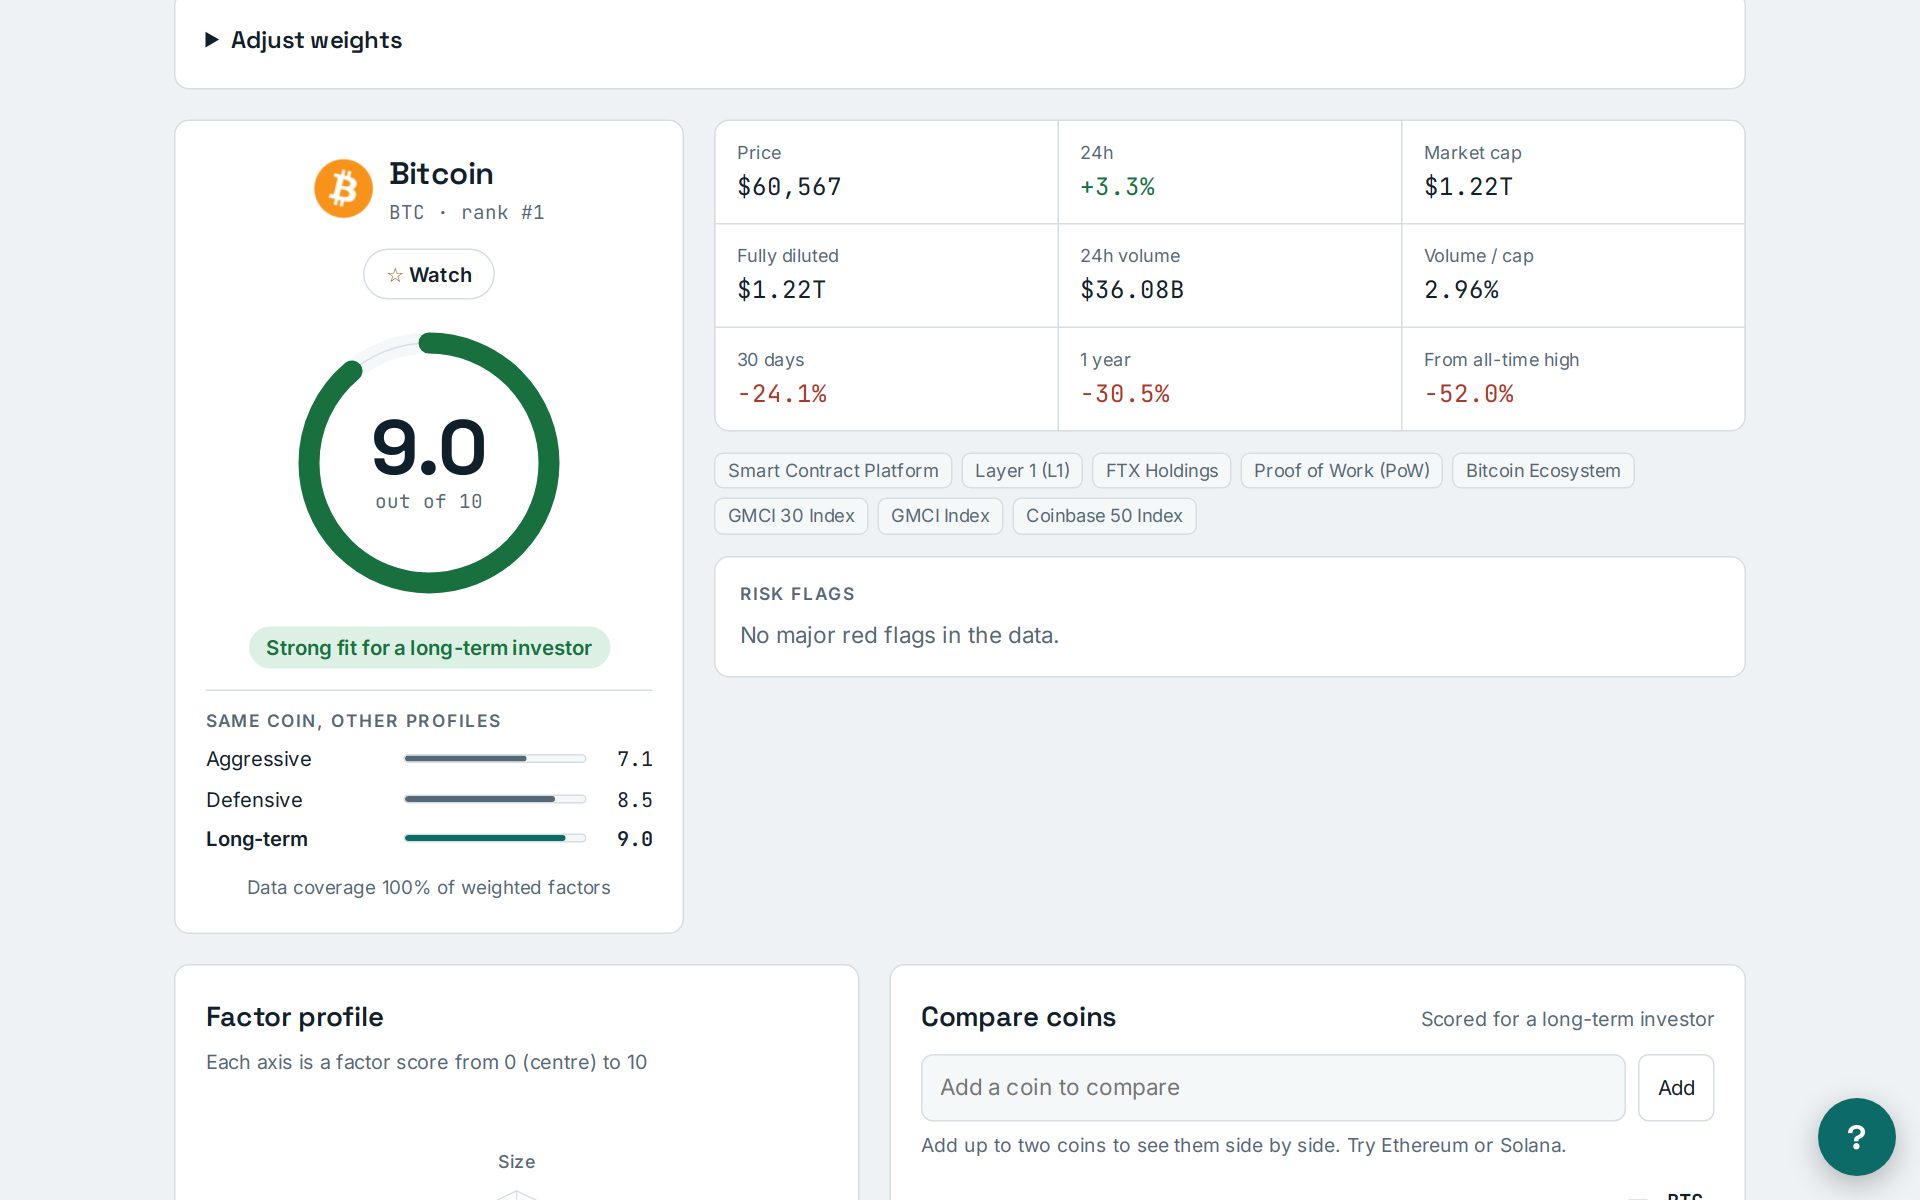 Adjust weights
Bitcoin
BTC · rank #1
☆ Watch
9.0
out of 10
Strong fit for a long-term investor
SAME COIN, OTHER PROFILES
Aggressive 7.1
Defensive 8.5
Long-term 9.0
Data coverage 100% of weighted factors
Price
$60,567
24h
+3.3%
Market cap
$1.22T
Fully diluted
$1.22T
24h volume
$36.08B
Volume / cap
2.96%
30 days
-24.1%
1 year
-30.5%
From all-time high
-52.0%
Smart Contract Platform
Layer 1 (L1)
FTX Holdings
Proof of Work (PoW)
Bitcoin Ecosystem
GMCI 30 Index
GMCI Index
Coinbase 50 Index
RISK FLAGS
No major red flags in the data.
Factor profile
Each axis is a factor score from 0 (centre) to 10
Size
Compare coins
Scored for a long-term investor
Add a coin to compare
Add
Add up to two coins to see them side by side. Try Ethereum or Solana.
BTC
?